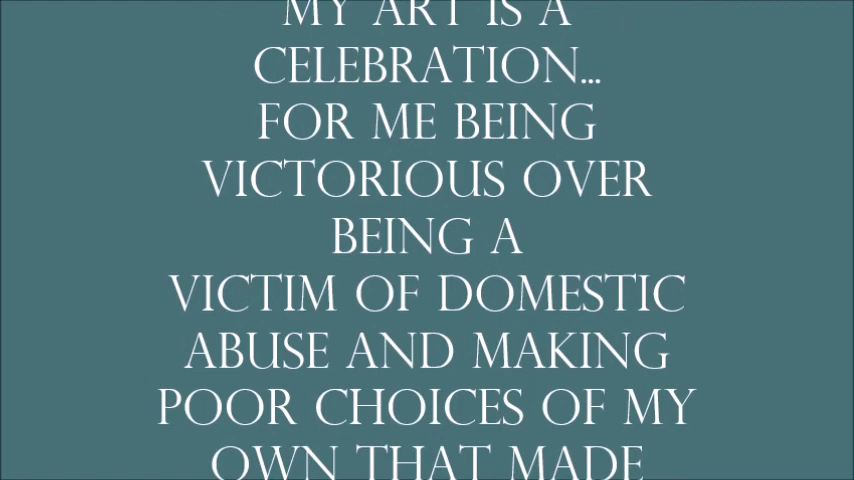 MY ART IS A
CELEBRATION...
FOR ME BEING
VICTORIOUS OVER
BEING A
VICTIM OF DOMESTIC
ABUSE AND MAKING
POOR CHOICES OF MY
OWN THAT MADE